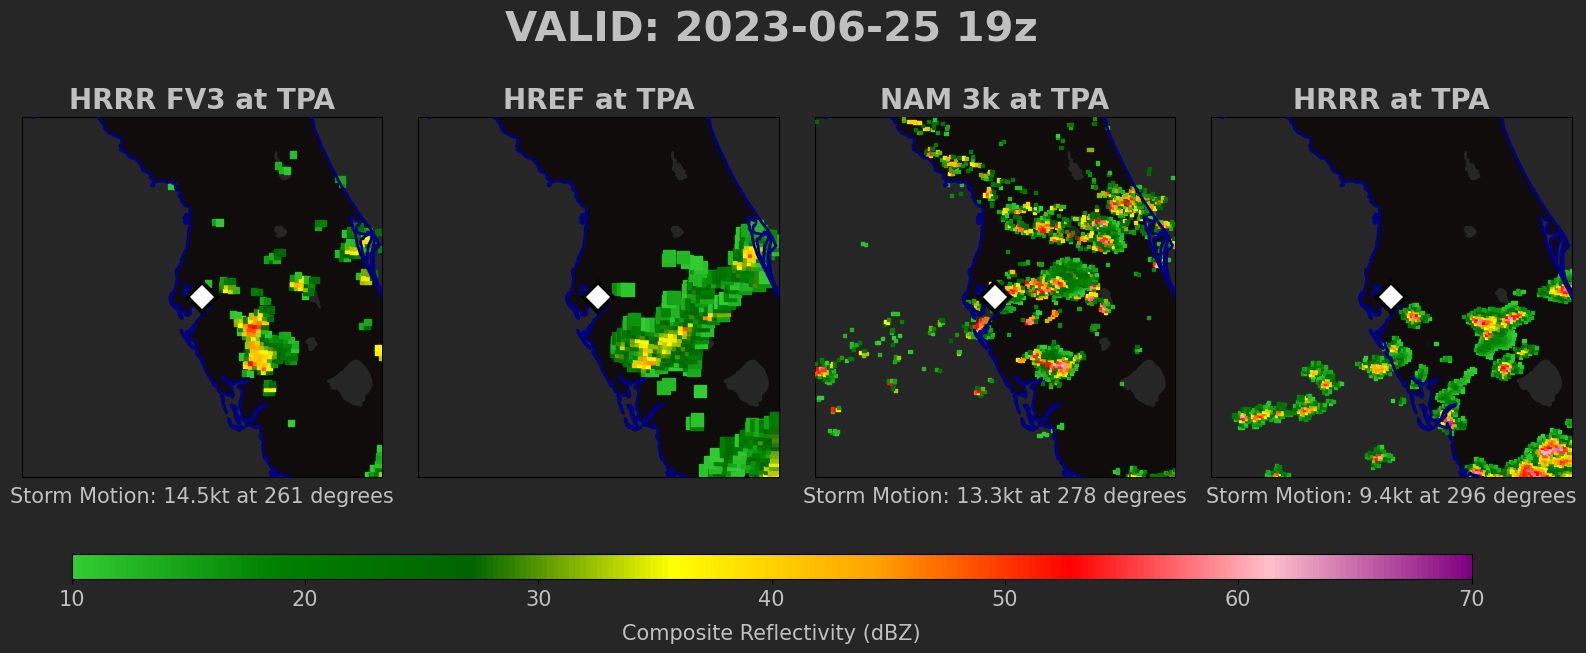 VALID: 2023-06-25 19z
HRRR FV3 at TPA
HREF at TPA
NAM 3k at TPA
HRRR at TPA
Storm Motion: 14.5kt at 261 degrees
Storm Motion: 13.3kt at 278 degrees
Storm Motion: 9.4kt at 296 degrees
10 20 30 40 50 60 70
Composite Reflectivity (dBZ)